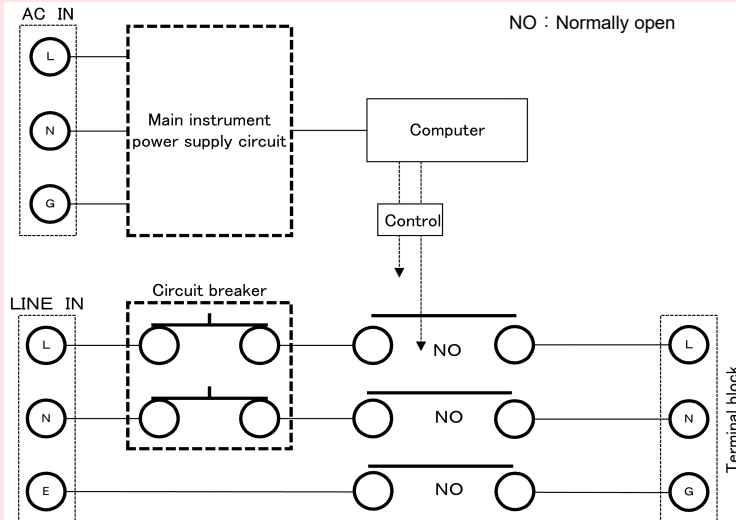 AC IN
NO：Normally open
L
N
G
Main instrument
power supply circuit
Computer
Control
Circuit breaker
LINE IN
L
NO
L
N
NO
N
E
NO
G
Terminal block